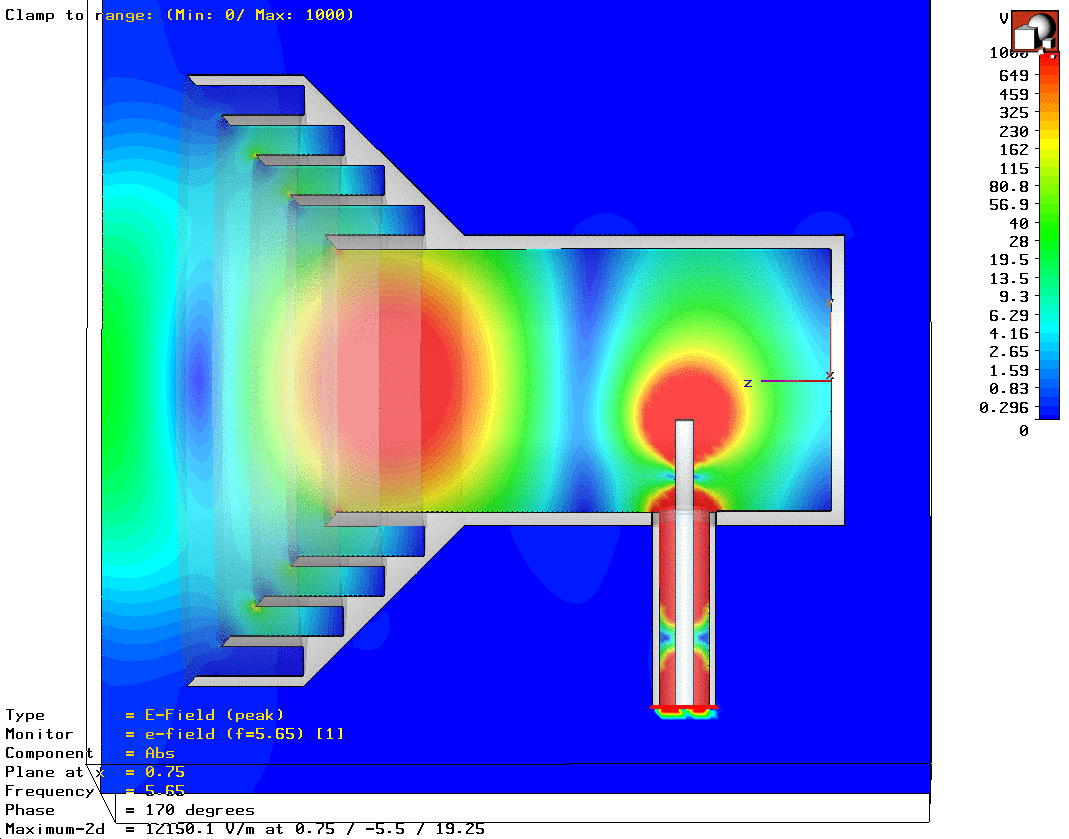 Clamp to range: (Min: 0/ Max: 1000)
V
1000
649
459
325
230
162
115
80.8
56.9
40
28
19.5
13.5
9.3
6.29
4.16
2.65
1.59
0.83
0.296
0
z
x
Type = E-Field (peak)
Monitor = e-field (f=5.65) [1]
Component = Abs
Plane at x = 0.75
Frequency = 5.65
Phase = 170 degrees
Maximum-2d = 12150.1 V/m at 0.75 / -5.5 / 19.25